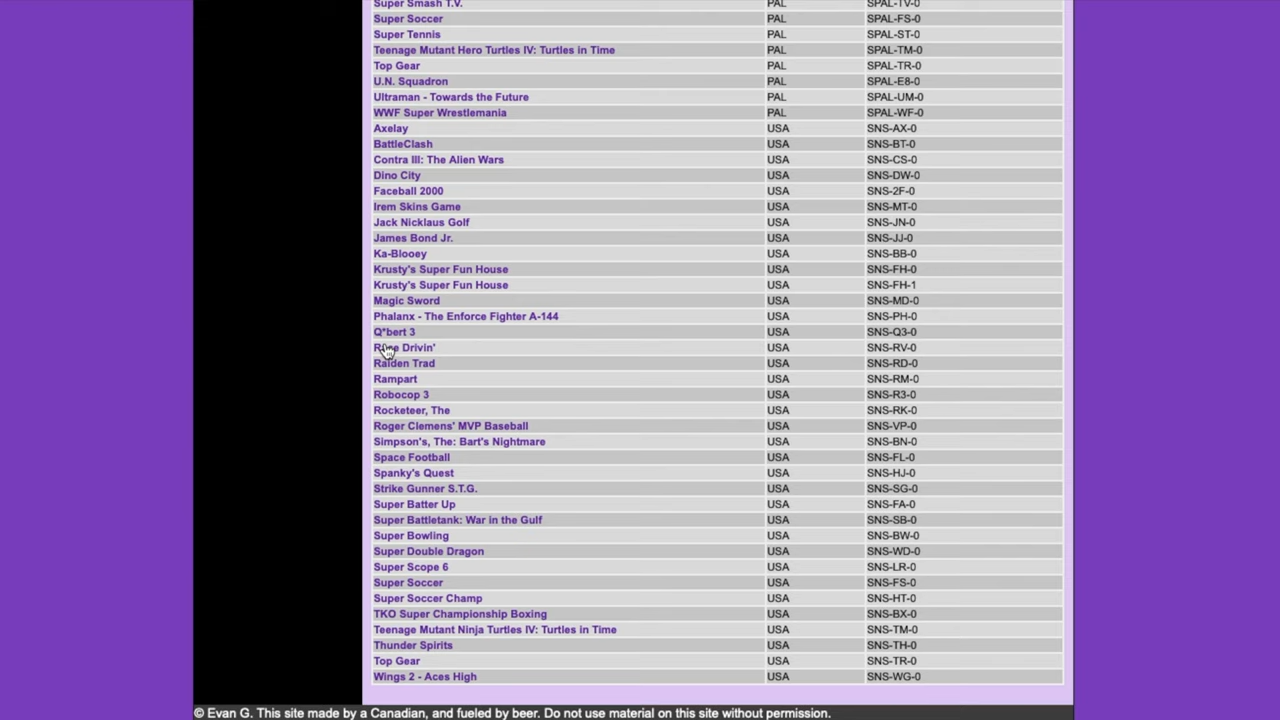 Super Smash T.V. PAL SPAL-TV-0
Super Soccer PAL SPAL-FS-0
Super Tennis PAL SPAL-ST-0
Teenage Mutant Hero Turtles IV: Turtles in Time PAL SPAL-TM-0
Top Gear PAL SPAL-TR-0
U.N. Squadron PAL SPAL-E8-0
Ultraman - Towards the Future PAL SPAL-UM-0
WWF Super Wrestlemania PAL SPAL-WF-0
Axelay USA SNS-AX-0
BattleClash USA SNS-BT-0
Contra III: The Alien Wars USA SNS-CS-0
Dino City USA SNS-DW-0
Faceball 2000 USA SNS-2F-0
Irem Skins Game USA SNS-MT-0
Jack Nicklaus Golf USA SNS-JN-0
James Bond Jr. USA SNS-JJ-0
Ka-Blooey USA SNS-BB-0
Krusty's Super Fun House USA SNS-FH-0
Krusty's Super Fun House USA SNS-FH-1
Magic Sword USA SNS-MD-0
Phalanx - The Enforce Fighter A-144 USA SNS-PH-0
Q*bert 3 USA SNS-Q3-0
Race Drivin' USA SNS-RV-0
Raiden Trad USA SNS-RD-0
Rampart USA SNS-RM-0
Robocop 3 USA SNS-R3-0
Rocketeer, The USA SNS-RK-0
Roger Clemens' MVP Baseball USA SNS-VP-0
Simpson's, The: Bart's Nightmare USA SNS-BN-0
Space Football USA SNS-FL-0
Spanky's Quest USA SNS-HJ-0
Strike Gunner S.T.G. USA SNS-SG-0
Super Batter Up USA SNS-FA-0
Super Battletank: War in the Gulf USA SNS-SB-0
Super Bowling USA SNS-BW-0
Super Double Dragon USA SNS-WD-0
Super Scope 6 USA SNS-LR-0
Super Soccer USA SNS-FS-0
Super Soccer Champ USA SNS-HT-0
TKO Super Championship Boxing USA SNS-BX-0
Teenage Mutant Ninja Turtles IV: Turtles in Time USA SNS-TM-0
Thunder Spirits USA SNS-TH-0
Top Gear USA SNS-TR-0
Wings 2 - Aces High USA SNS-WG-0
© Evan G. This site made by a Canadian, and fueled by beer. Do not use material on this site without permission.